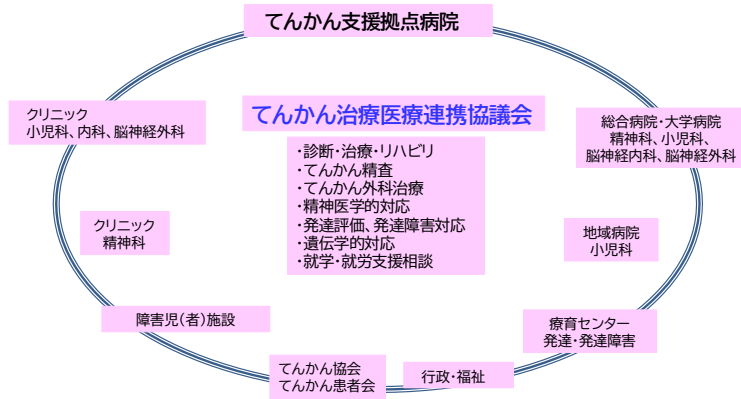 てんかん支援拠点病院
クリニック
小児科、内科、脳神経外科
てんかん治療医療連携協議会
総合病院・大学病院
精神科、小児科、
脳神経内科、脳神経外科
・診断・治療・リハビリ
・てんかん精査
・てんかん外科治療
・精神医学的対応
・発達評価、発達障害対応
・遺伝学的対応
・就学・就労支援相談
クリニック
精神科
地域病院
小児科
障害児(者)施設
療育センター
発達・発達障害
てんかん協会
てんかん患者会
行政・福祉